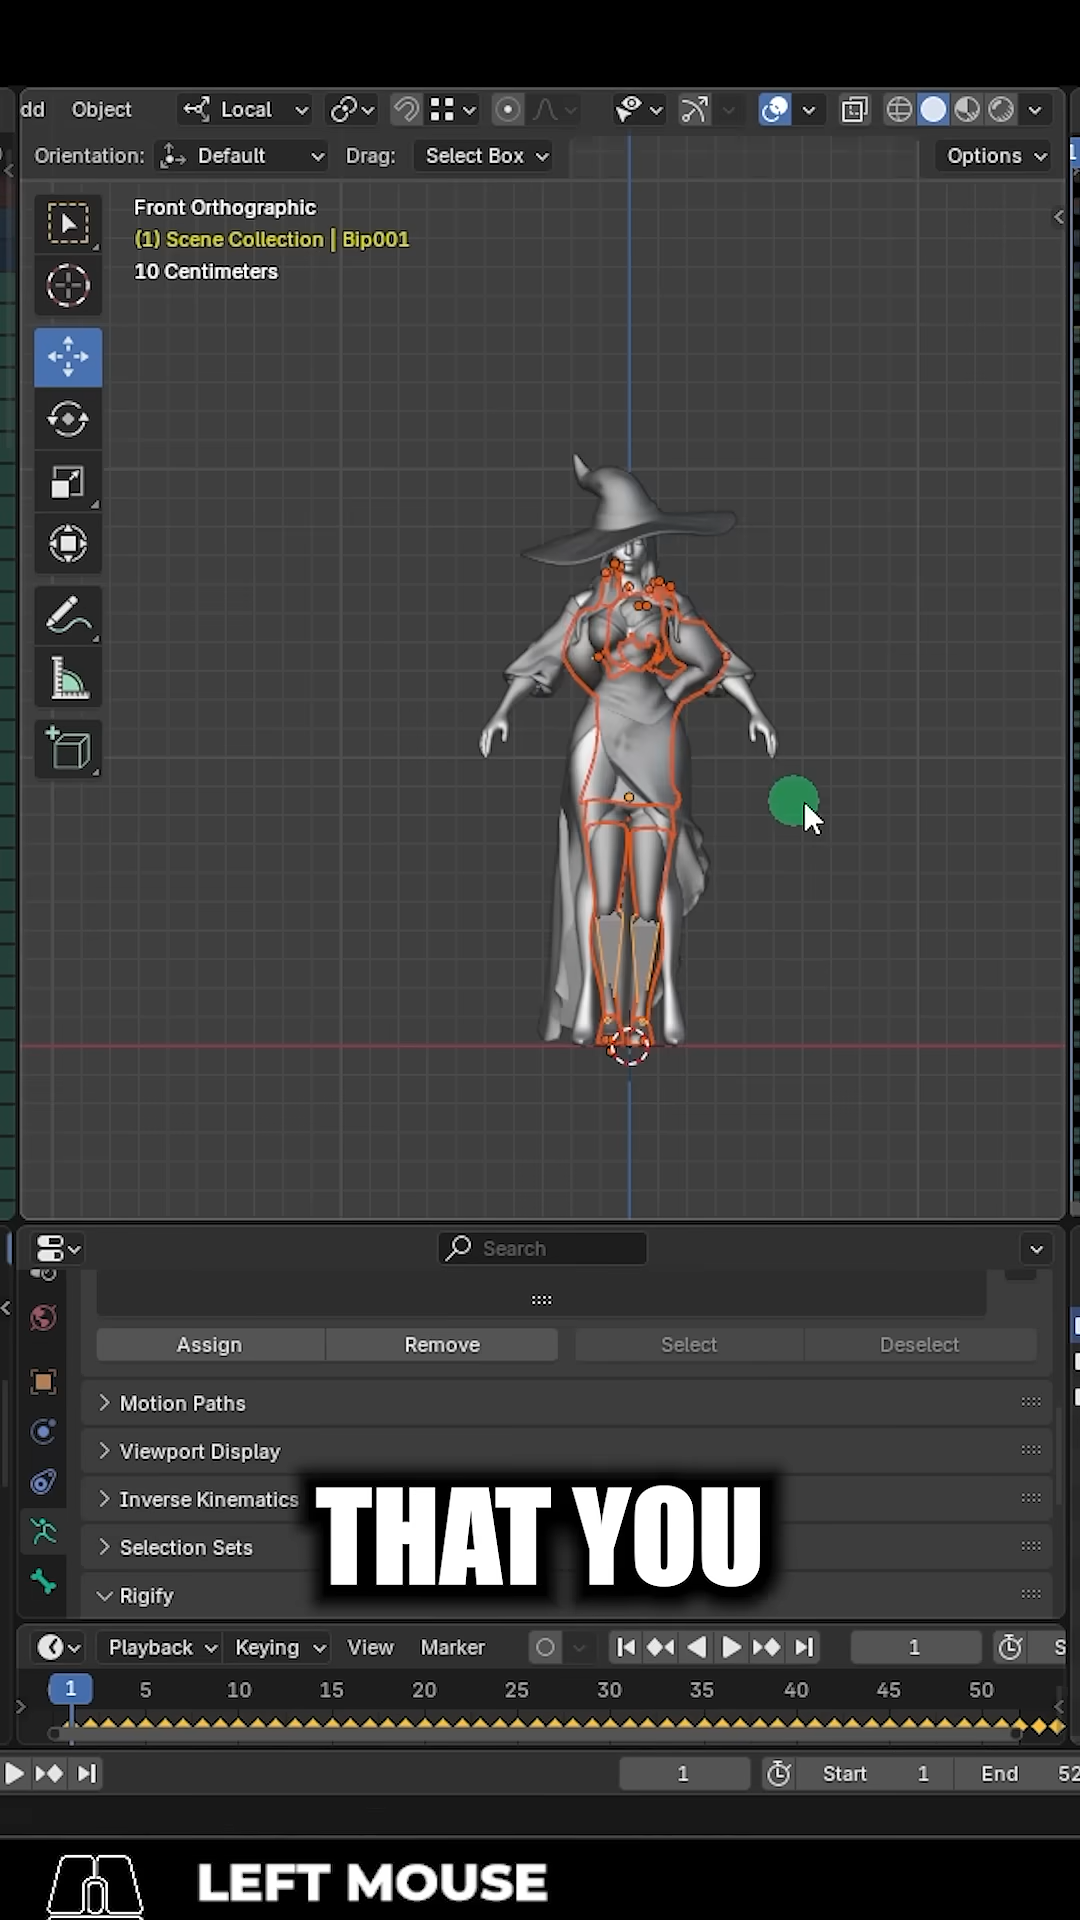 dd Object Local
Orientation: Default Drag: Select Box Options
Front Orthographic
(1) Scene Collection | Bip001
10 Centimeters
Search
Assign Remove Select Deselect
Motion Paths
Viewport Display
Inverse Kinematics
Selection Sets
Rigify
THAT YOU
Playback Keying View Marker 1 S
1 5 10 15 20 25 30 35 40 45 50
1 Start 1 End 52
LEFT MOUSE